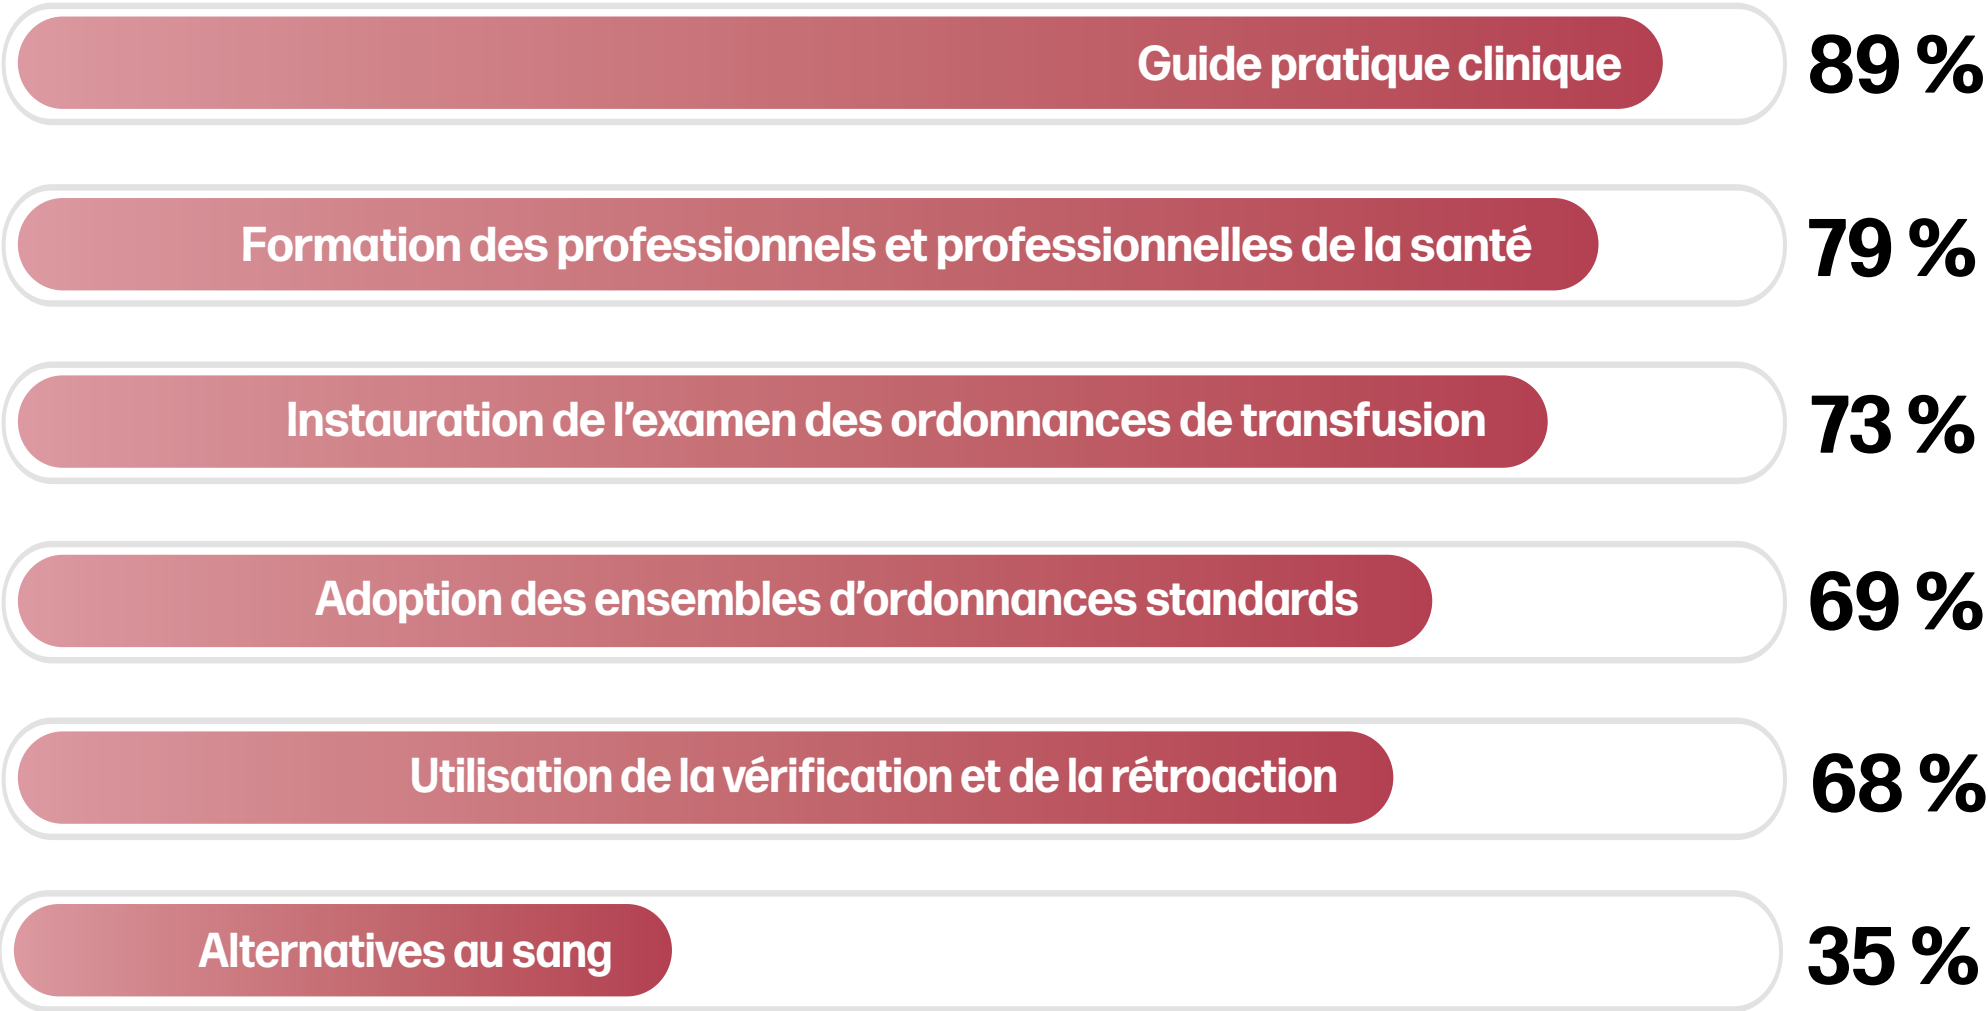 Guide pratique clinique 89 %
Formation des professionnels et professionnelles de la santé 79 %
Instauration de l’examen des ordonnances de transfusion 73 %
Adoption des ensembles d’ordonnances standards 69 %
Utilisation de la vérification et de la rétroaction 68 %
Alternatives au sang 35 %